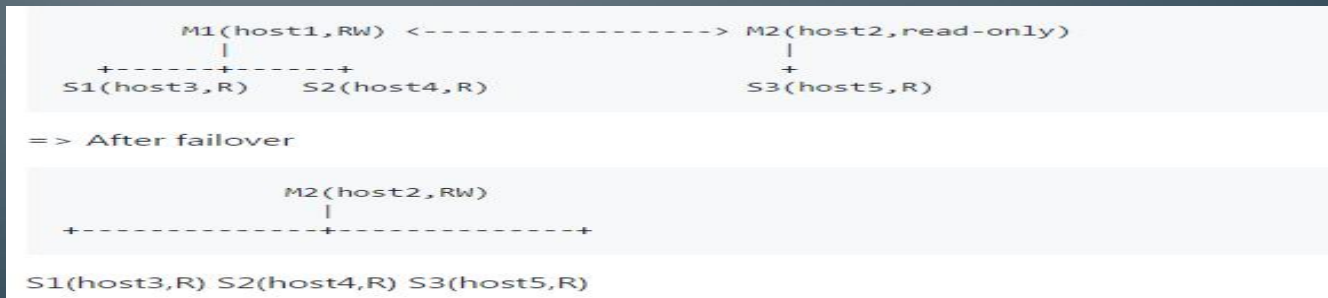 M1(host1,RW) <-----------------> M2(host2,read-only)
| |
+------+------+ +
S1(host3,R) S2(host4,R) S3(host5,R)
=> After failover
M2(host2,RW)
|
+--------------+--------------+
S1(host3,R) S2(host4,R) S3(host5,R)